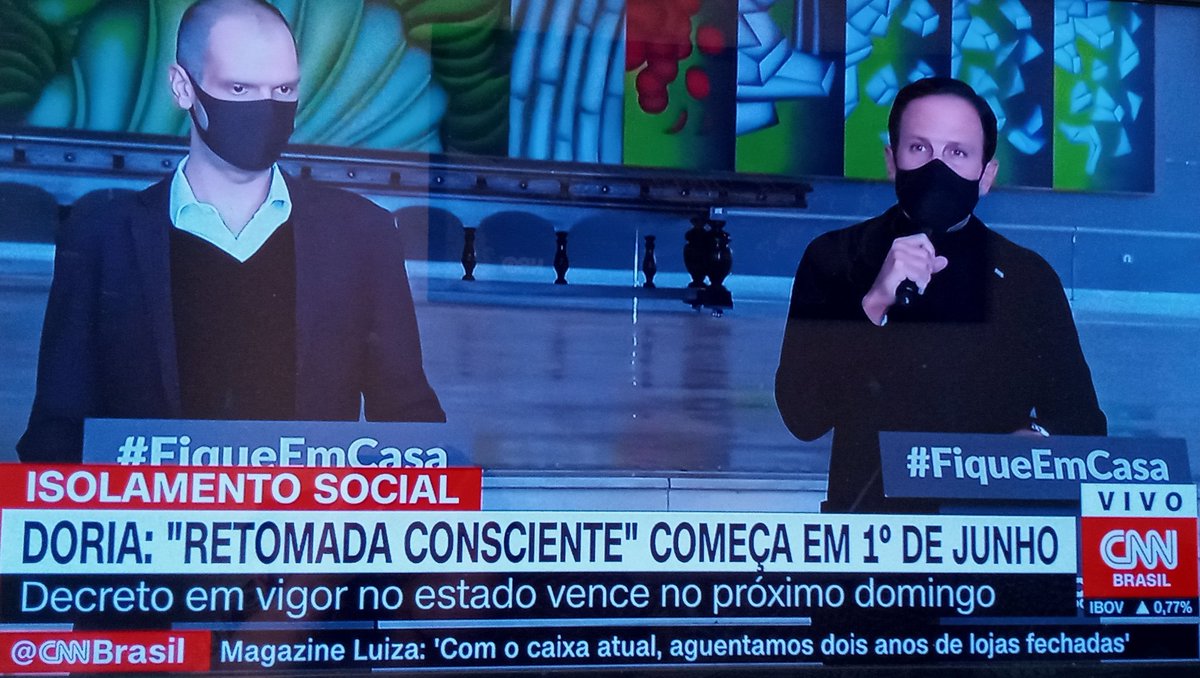 #FiqueEmCasa
#FiqueEmCasa
ISOLAMENTO SOCIAL
VIVO
DORIA: "RETOMADA CONSCIENTE" COMEÇA EM 1º DE JUNHO
CNN
BRASIL
Decreto em vigor no estado vence no próximo domingo
IBOV ▲ 0,77%
@CNNBrasil
Magazine Luiza: 'Com o caixa atual, aguentamos dois anos de lojas fechadas'